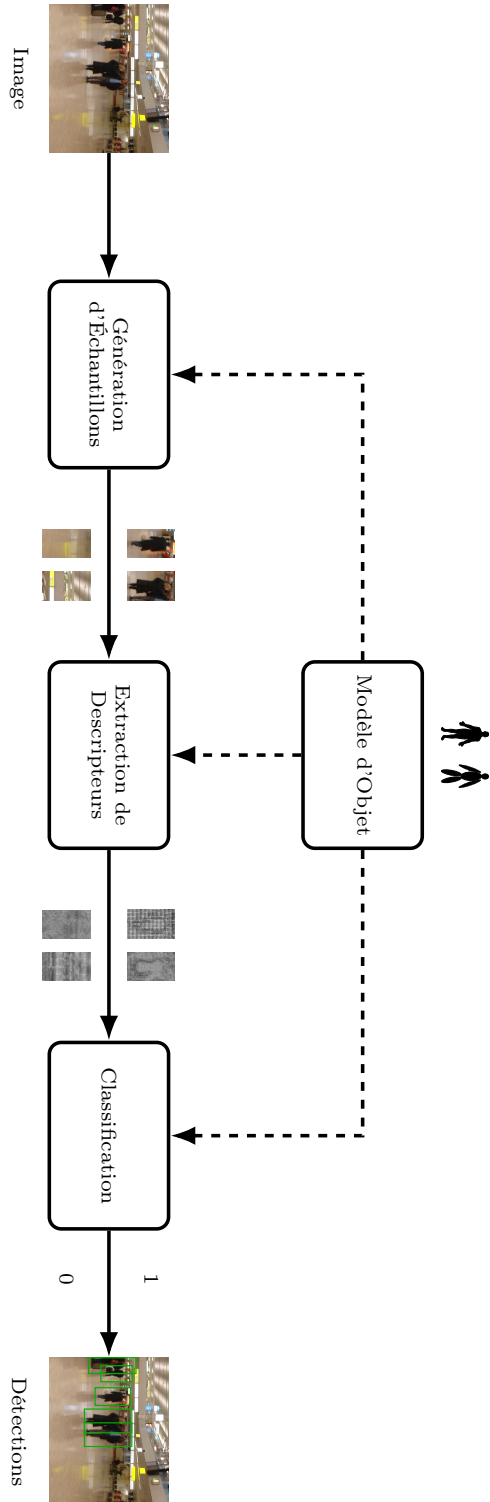 Modèle d'Objet
Image
Génération
d'Échantillons
Extraction de
Descripteurs
Classification
1
0
Détections